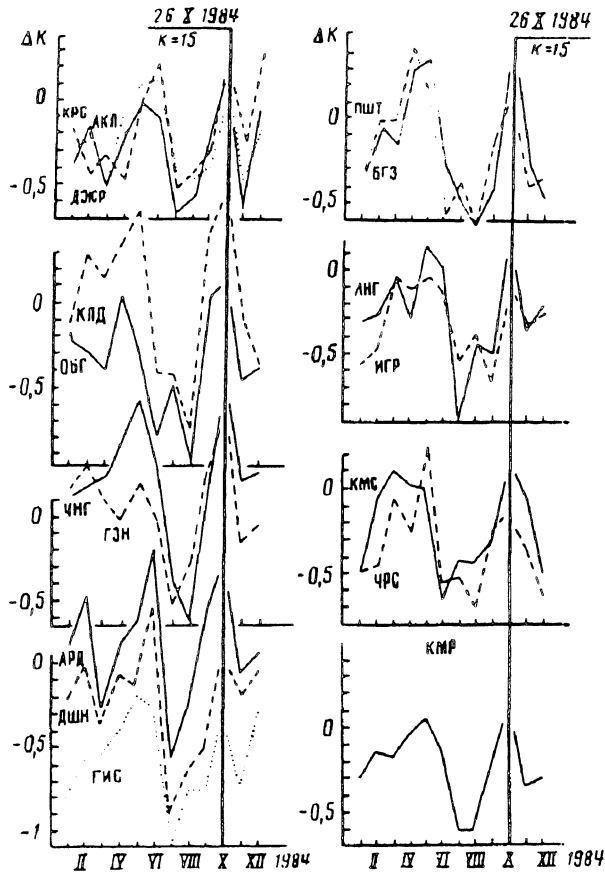 26 X 1984
K=15
ΔK
0
-0,5
КРС
АКЛ.
ДЖР
0
-0,5
КПД
ОБГ
0
-0,5
ЧНГ
ГЗН
0
-0,5
-1
АРД
ДШН
ГИС
II IV VI VIII X XII 1984
26 X 1984
K=15
ΔK
0
-0,5
ПШТ
БГЗ
0
-0,5
ЛНГ
ИГР
0
-0,5
КМС
ЧРС
КМР
0
-0,5
II IV VI VIII X XII 1984